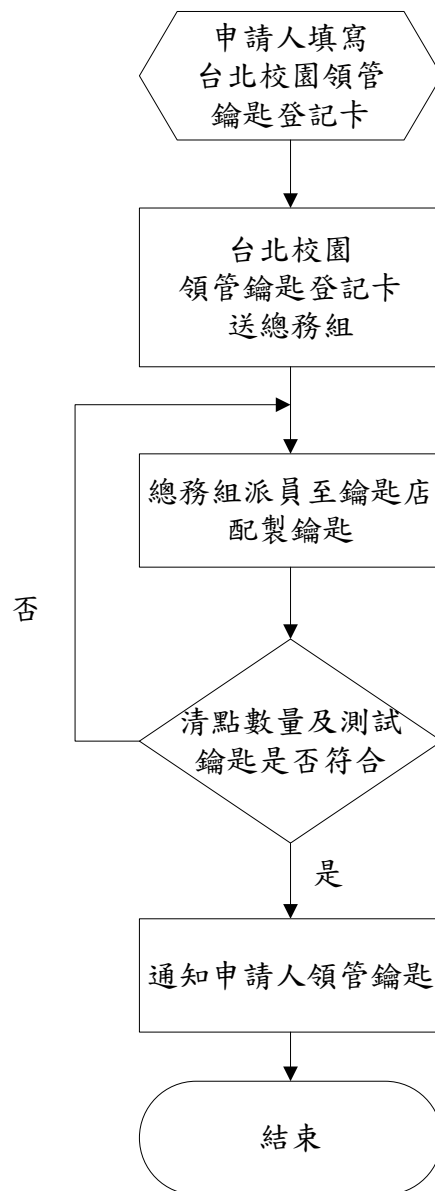 申請人填寫
台北校園領管
鑰匙登記卡
台北校園
領管鑰匙登記卡
送總務組
總務組派員至鑰匙店
配製鑰匙
否
清點數量及測試
鑰匙是否符合
是
通知申請人領管鑰匙
結束